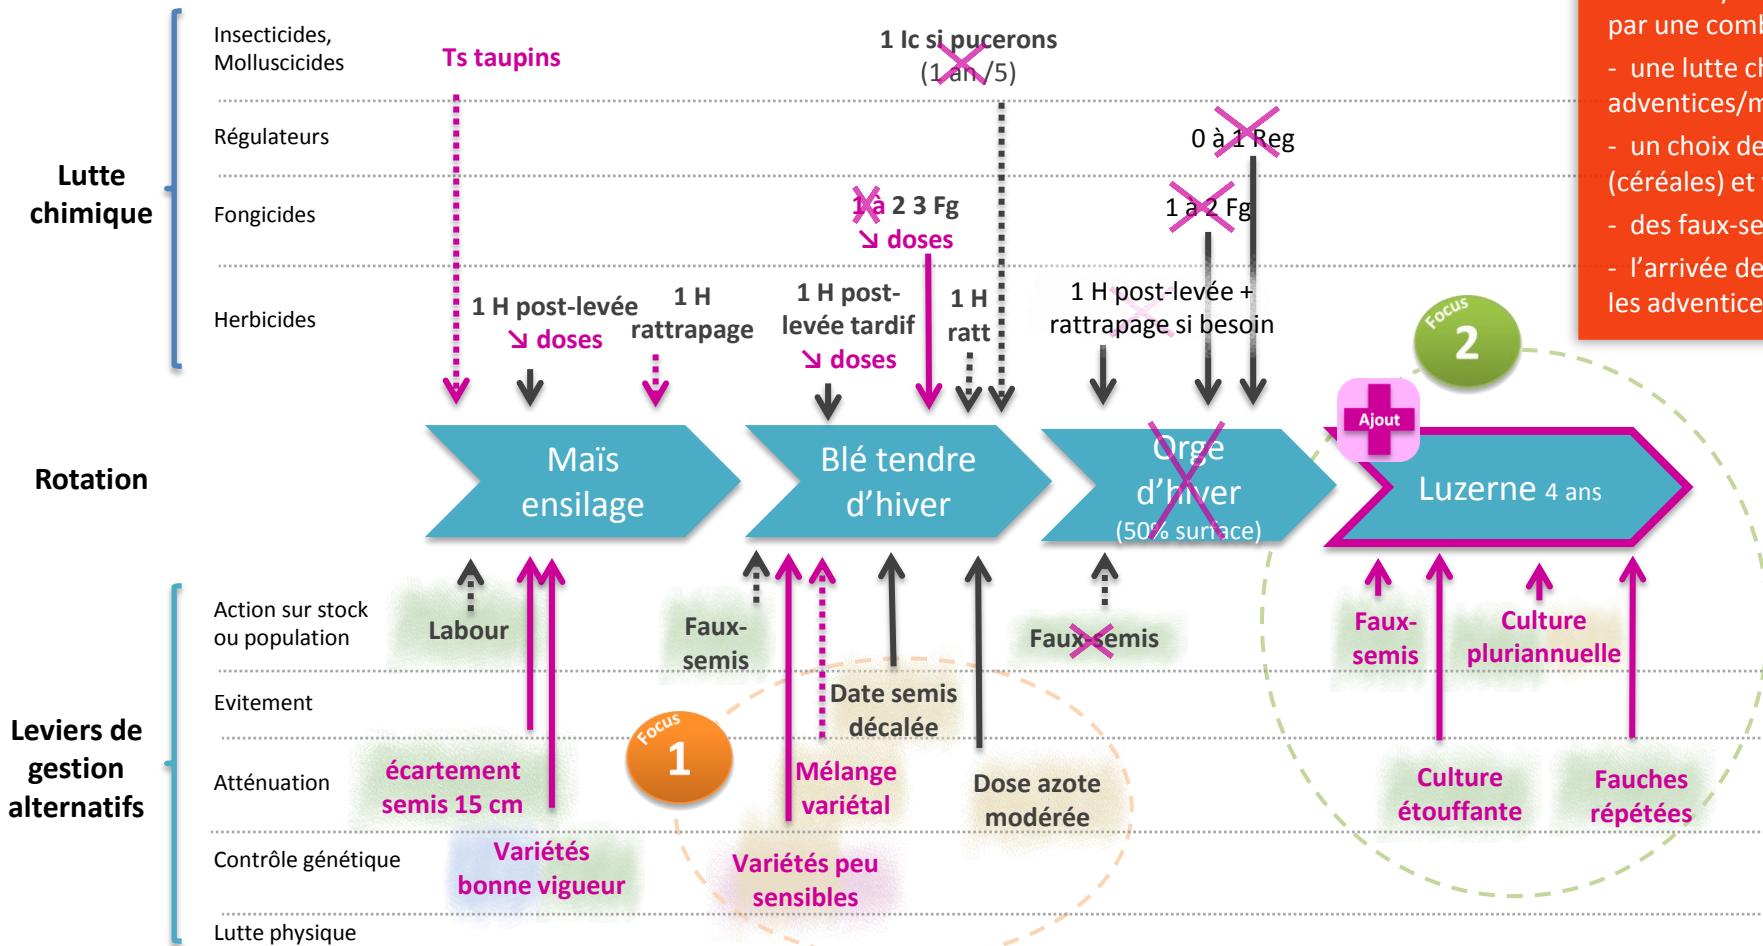 Insecticides,
Molluscicides
Ts taupins
1 Ic si pucerons
(1 an /5)
par une comb
- une lutte ch
adventices/m
- un choix de
(céréales) et
- des faux-se
- l'arrivée de
les adventice
Régulateurs
0 à 1 Reg
Lutte
chimique
Fongicides
1 à 2 3 Fg
↘ doses
1 à 2 Fg
Herbicides
1 H post-levée
↘ doses
1 H
rattrapage
1 H post-
levée tardif
↘ doses
1 H
ratt
1 H post-levée +
rattrapage si besoin
Focus
2
Rotation
Maïs
ensilage
Blé tendre
d'hiver
Orge
d'hiver
(50% surface)
Ajout
Luzerne 4 ans
Leviers de
gestion
alternatifs
Action sur stock
ou population
Labour
Faux-
semis
Faux-semis
Faux-
semis
Culture
pluriannuelle
Evitement
Date semis
décalée
Focus
1
Atténuation
écartement
semis 15 cm
Mélange
variétal
Dose azote
modérée
Culture
étouffante
Fauches
répétées
Contrôle génétique
Variétés
bonne vigueur
Variétés peu
sensibles
Lutte physique